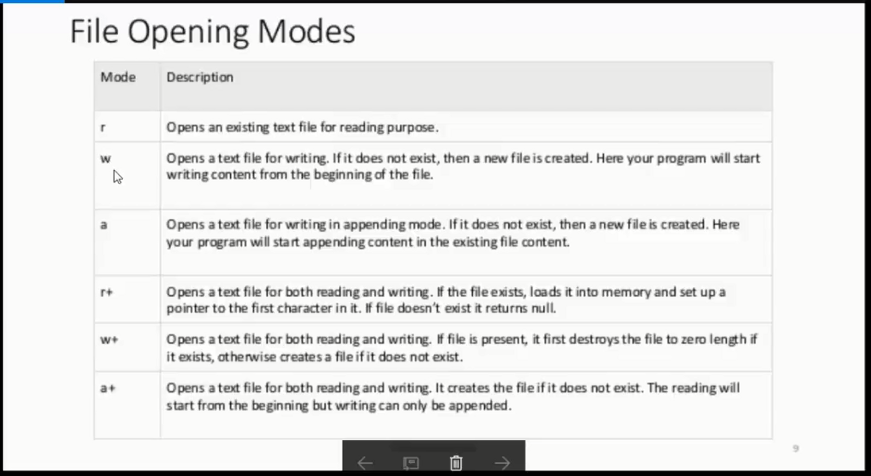 File Opening Modes
Mode Description
r Opens an existing text file for reading purpose.
w Opens a text file for writing. If it does not exist, then a new file is created. Here your program will start
writing content from the beginning of the file.
a Opens a text file for writing in appending mode. If it does not exist, then a new file is created. Here
your program will start appending content in the existing file content.
r+ Opens a text file for both reading and writing. If the file exists, loads it into memory and set up a
pointer to the first character in it. If file doesn't exist it returns null.
w+ Opens a text file for both reading and writing. If file is present, it first destroys the file to zero length if
it exists, otherwise creates a file if it does not exist.
a+ Opens a text file for both reading and writing. It creates the file if it does not exist. The reading will
start from the beginning but writing can only be appended.
9